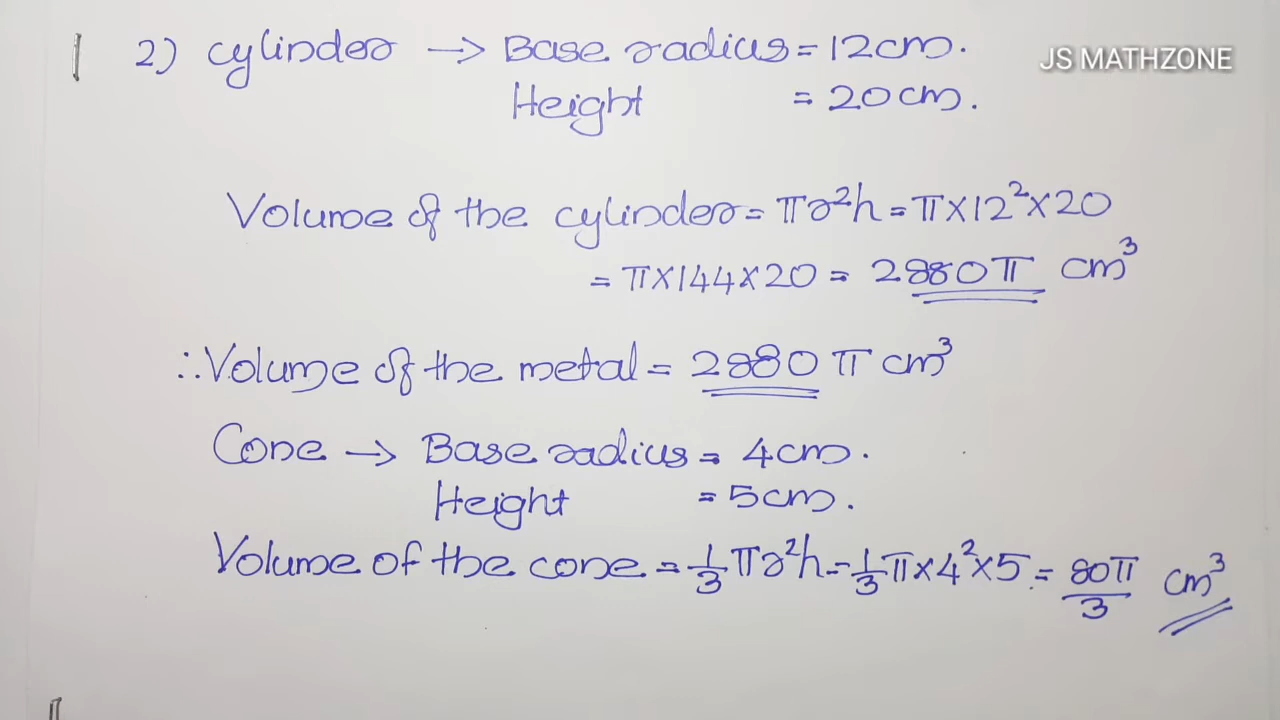 2) cylinder → Base radius = 12cm.
JS MATHZONE
Height = 20cm.
Volume of the cylinder = πr²h = π×12²×20
= π×144×20 = 2880π cm³
∴ Volume of the metal = 2880 π cm³
Cone → Base radius = 4cm.
Height = 5cm.
Volume of the cone = 1/3 πr²h = 1/3 π×4²×5 = 80π/3 cm³